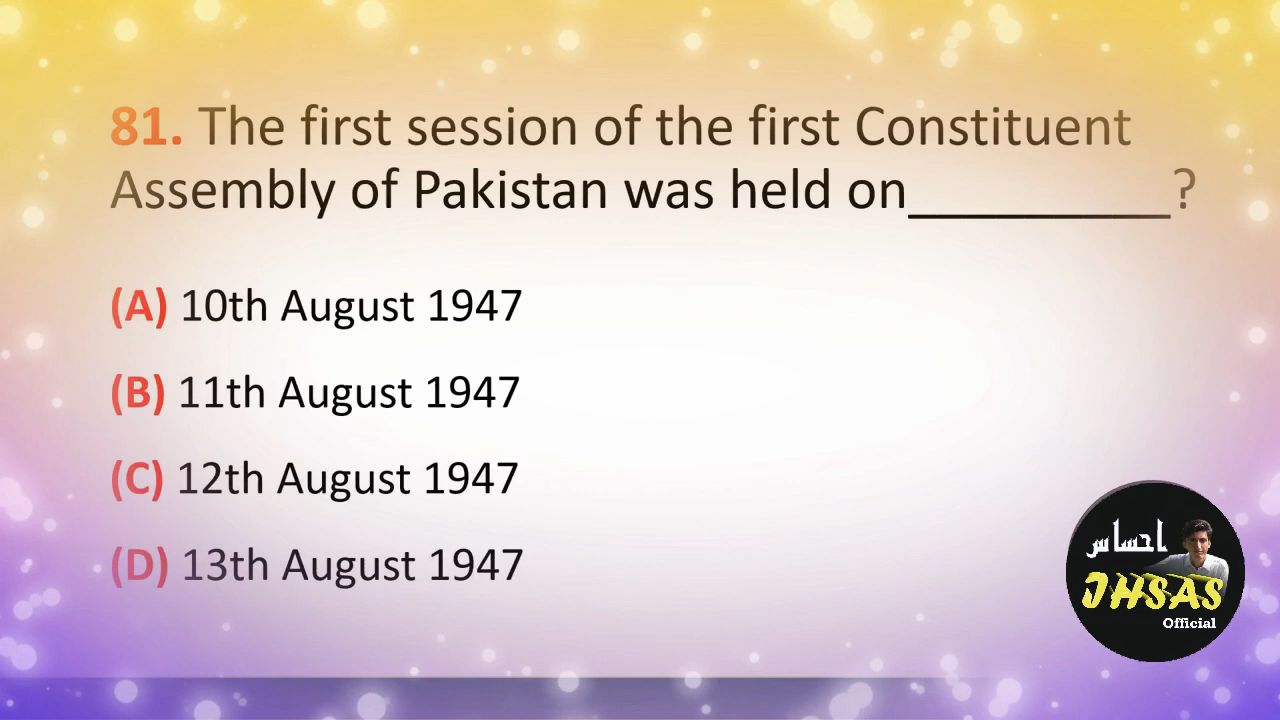 81. The first session of the first Constituent
Assembly of Pakistan was held on__________?
(A) 10th August 1947
(B) 11th August 1947
(C) 12th August 1947
(D) 13th August 1947
احساس
IHSAS
Official